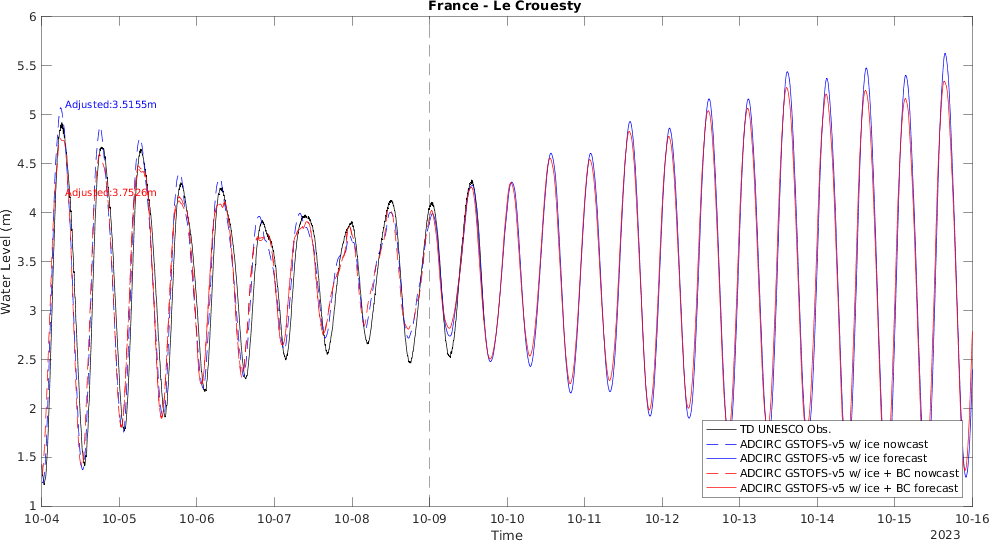 France - Le Crouesty
6
5.5
5
4.5
4
3.5
3
2.5
2
1.5
1
Water Level (m)
Adjusted:3.5155m
Adjusted:3.7526m
TD UNESCO Obs.
ADCIRC GSTOFS-v5 w/ ice nowcast
ADCIRC GSTOFS-v5 w/ ice forecast
ADCIRC GSTOFS-v5 w/ ice + BC nowcast
ADCIRC GSTOFS-v5 w/ ice + BC forecast
10-04 10-05 10-06 10-07 10-08 10-09 10-10 10-11 10-12 10-13 10-14 10-15 10-16
Time
2023